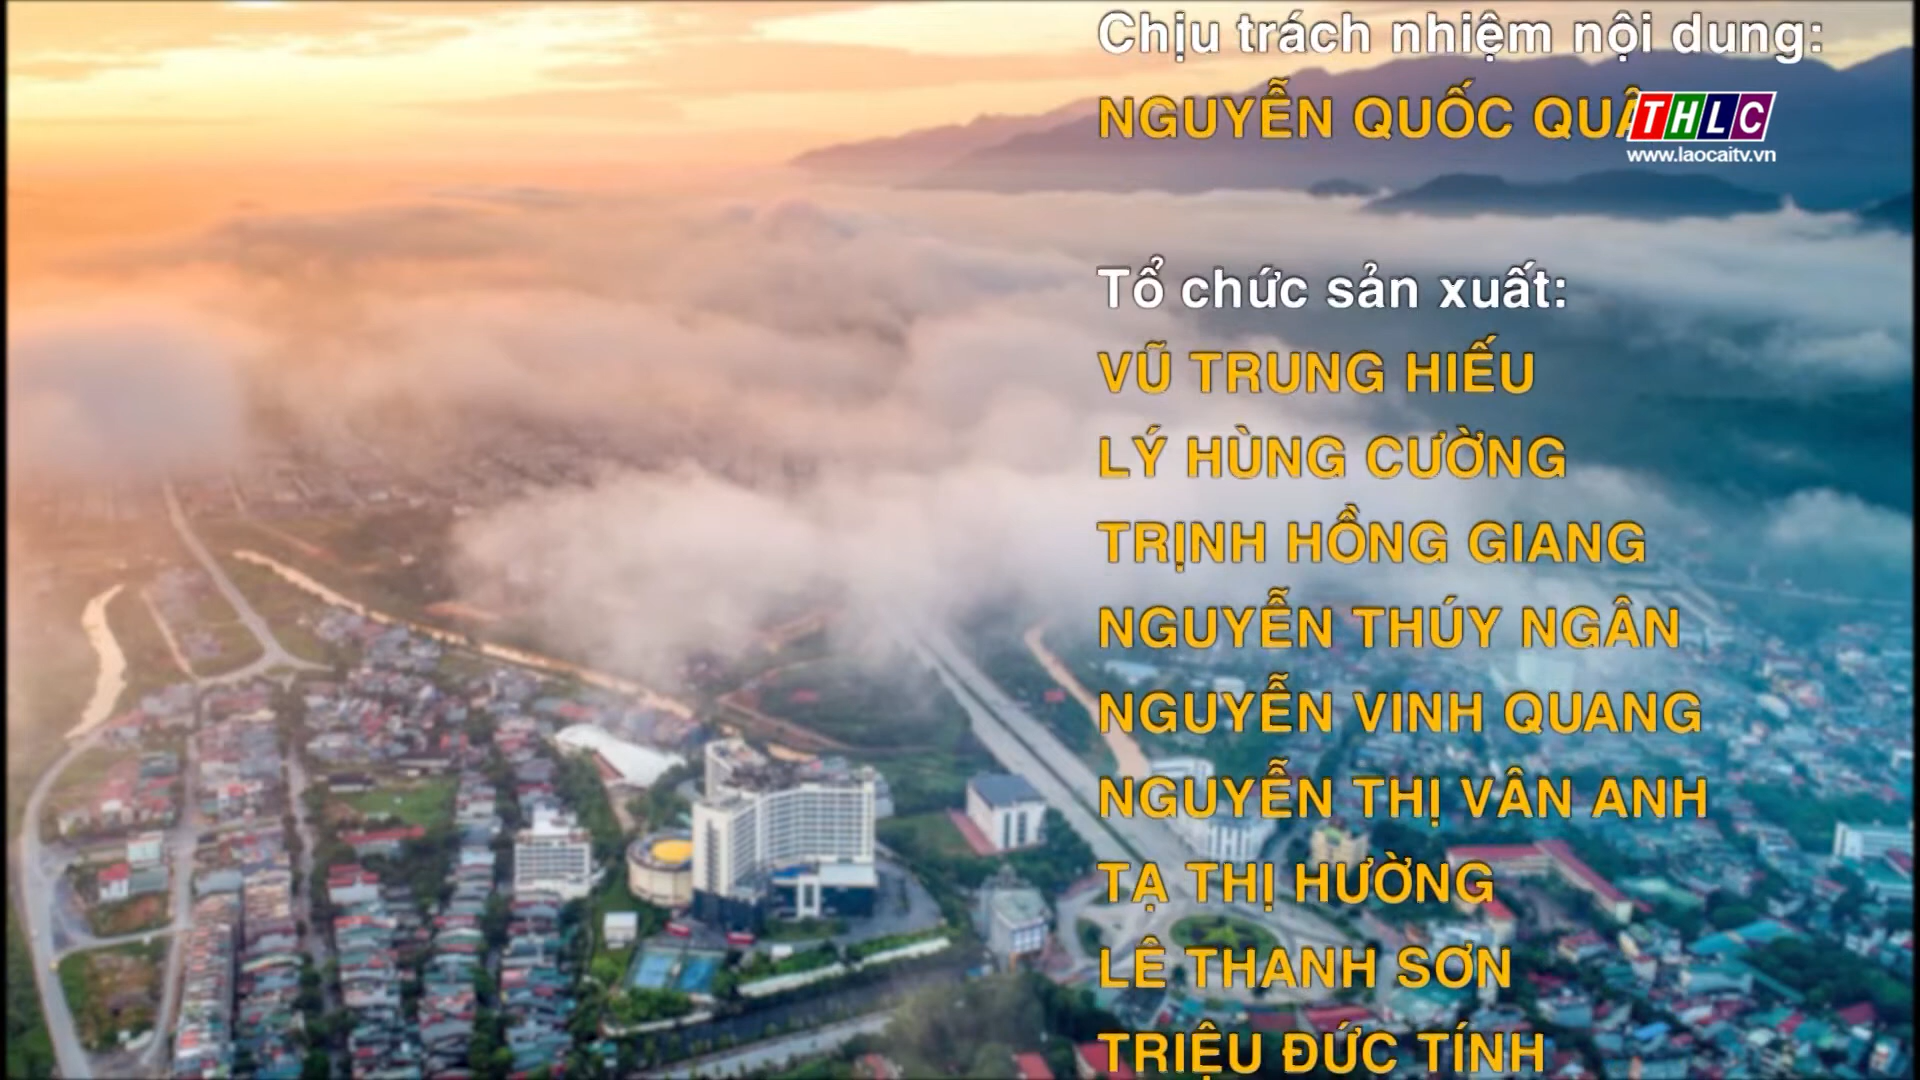 Chịu trách nhiệm nội dung:
NGUYỄN QUỐC
THLC
www.laocaitv.vn
Tổ chức sản xuất:
VŨ TRUNG HIẾU
LÝ HÙNG CƯỜNG
TRỊNH HỒNG GIANG
NGUYỄN THÚY NGÂN
NGUYỄN VINH QUANG
NGUYỄN THỊ VÂN ANH
TẠ THỊ HƯỜNG
LÊ THANH SƠN
TRIỆU ĐỨC TÍNH